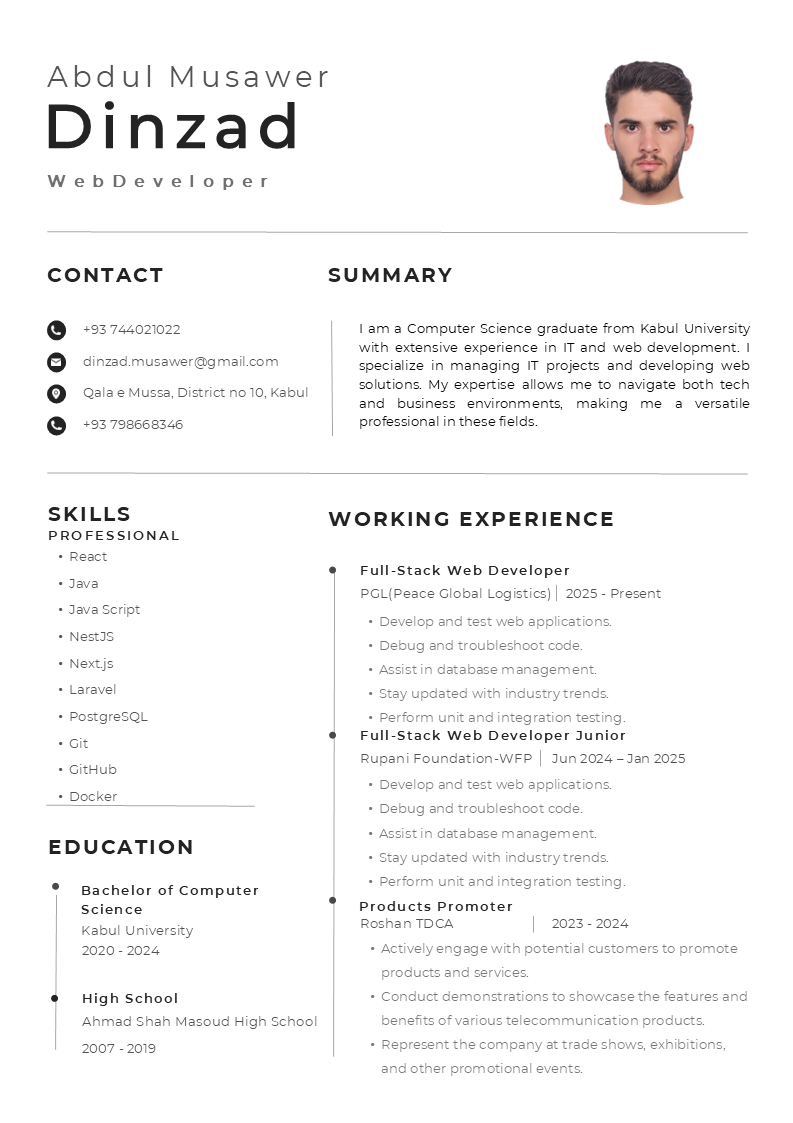 Abdul Musawer
Dinzad
WebDeveloper
CONTACT
+93 744021022
dinzad.musawer@gmail.com
Qala e Mussa, District no 10, Kabul
+93 798668346
SUMMARY
I am a Computer Science graduate from Kabul University
with extensive experience in IT and web development. I
specialize in managing IT projects and developing web
solutions. My expertise allows me to navigate both tech
and business environments, making me a versatile
professional in these fields.
SKILLS
PROFESSIONAL
• React
• Java
• Java Script
• NestJS
• Next.js
• Laravel
• PostgreSQL
• Git
• GitHub
• Docker
EDUCATION
Bachelor of Computer
Science
Kabul University
2020 - 2024
High School
Ahmad Shah Masoud High School
2007 - 2019
WORKING EXPERIENCE
Full-Stack Web Developer
PGL(Peace Global Logistics) | 2025 - Present
• Develop and test web applications.
• Debug and troubleshoot code.
• Assist in database management.
• Stay updated with industry trends.
• Perform unit and integration testing.
Full-Stack Web Developer Junior
Rupani Foundation-WFP | Jun 2024 – Jan 2025
• Develop and test web applications.
• Debug and troubleshoot code.
• Assist in database management.
• Stay updated with industry trends.
• Perform unit and integration testing.
Products Promoter
Roshan TDCA | 2023 - 2024
• Actively engage with potential customers to promote
products and services.
• Conduct demonstrations to showcase the features and
benefits of various telecommunication products.
• Represent the company at trade shows, exhibitions,
and other promotional events.